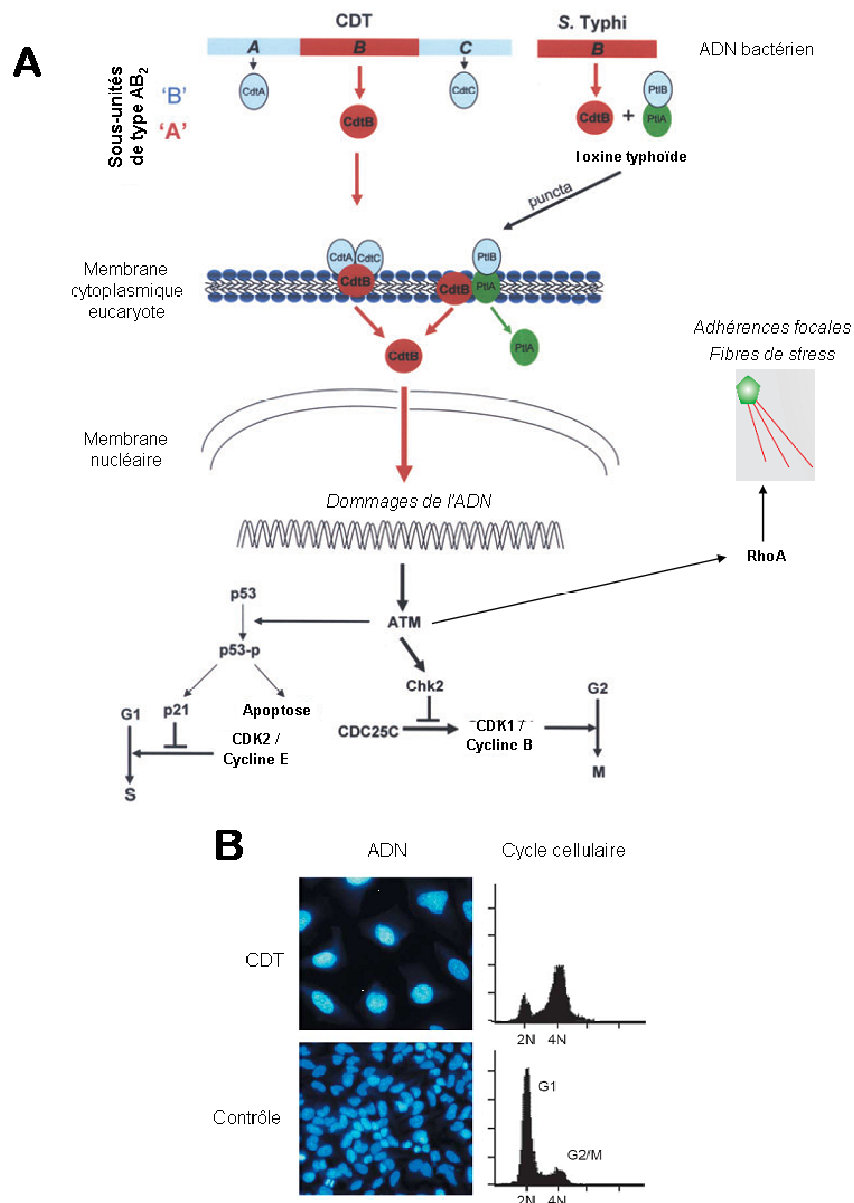 A
CDT
S. Typhi
A
B
C
B
ADN bactérien
Sous-unités
de type AB2
'B'
'A'
CdtA
CdtB
CdtC
CdtB
+
PltB
PltA
Ioxine typhoïde
puncta
Membrane
cytoplasmique
eucaryote
CdtA
CdtC
CdtB
CdtB
PltB
PltA
CdtB
PltA
Adhérences focales
Fibres de stress
Membrane
nucléaire
Dommages de l'ADN
RhoA
p53
ATM
p53-p
Chk2
G1
p21
Apoptose
G2
CDK2 /
Cycline E
CDC25C
CDK1 /
Cycline B
S
M
B
ADN
Cycle cellulaire
CDT
2N
4N
Contrôle
G1
G2/M
2N
4N